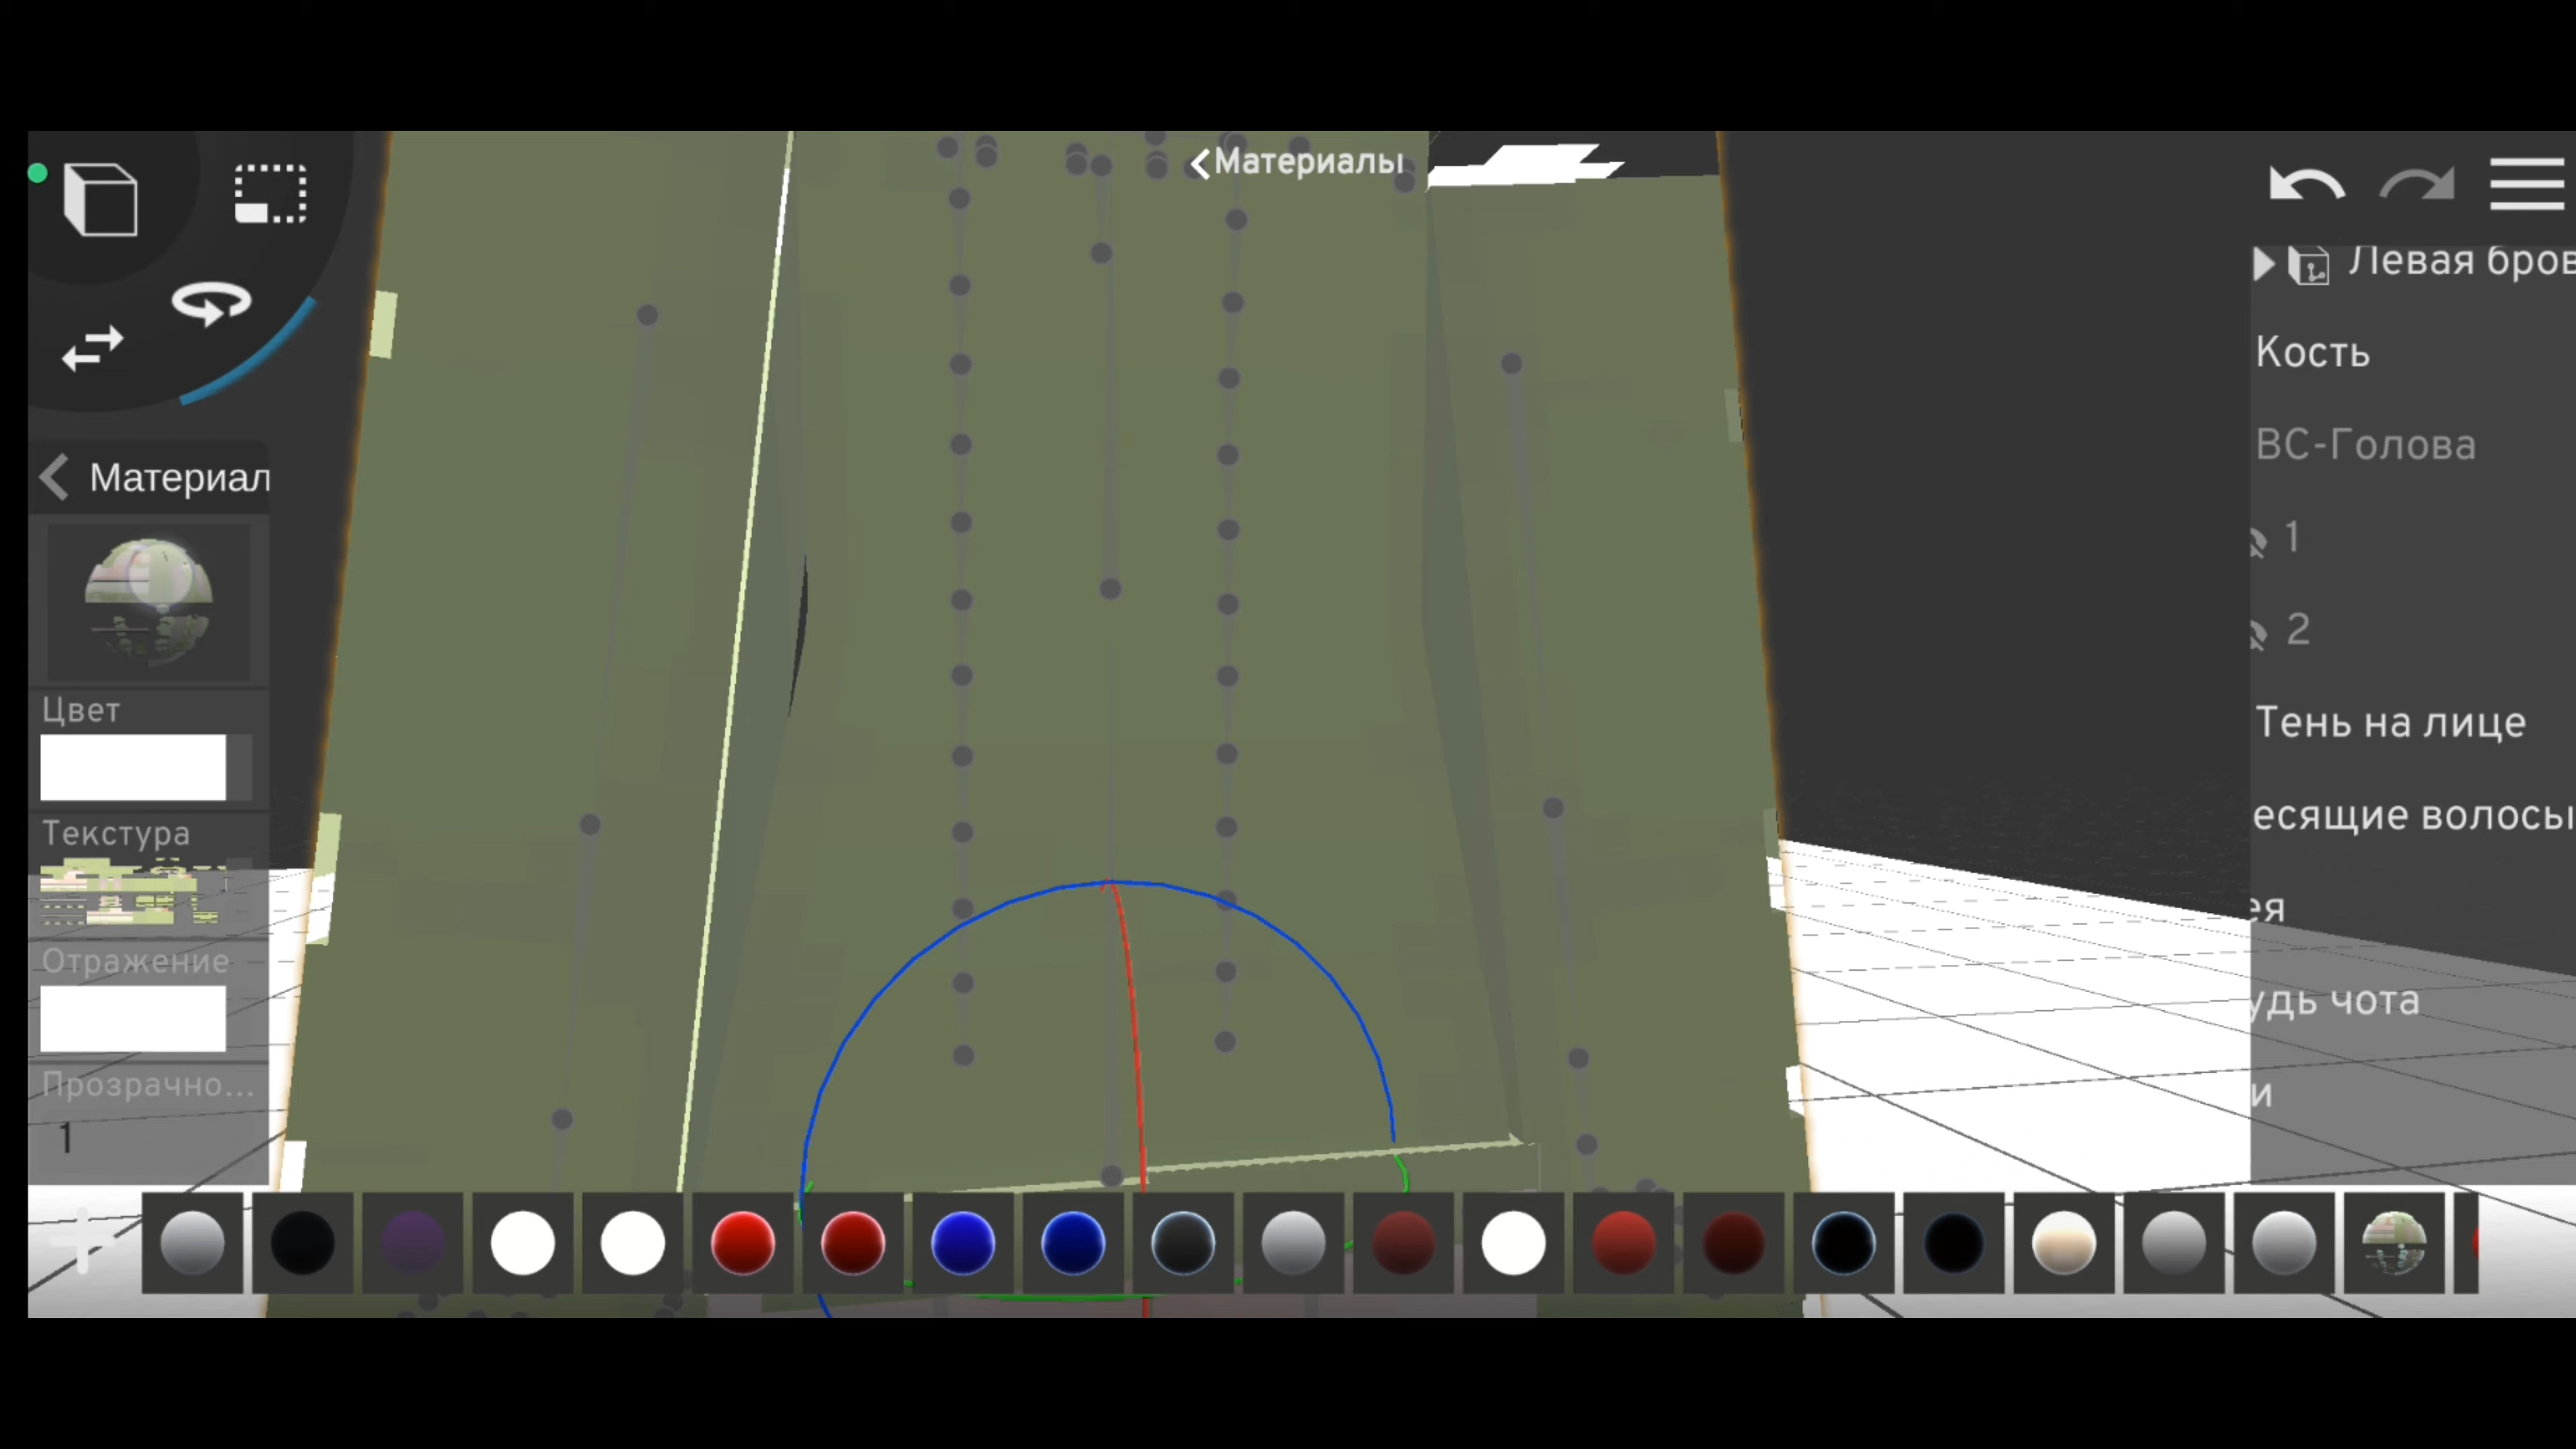 Материалы
Левая бров
Кость
ВС-Голова
1
2
Тень на лице
есящие волосы
ея
удь чота
и
Материал
Цвет
Текстура
Отражение
Прозрачно...
1